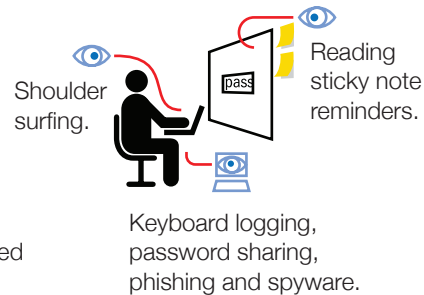 Shoulder
surfing.
pass
Reading
sticky note
reminders.
ed
Keyboard logging,
password sharing,
phishing and spyware.